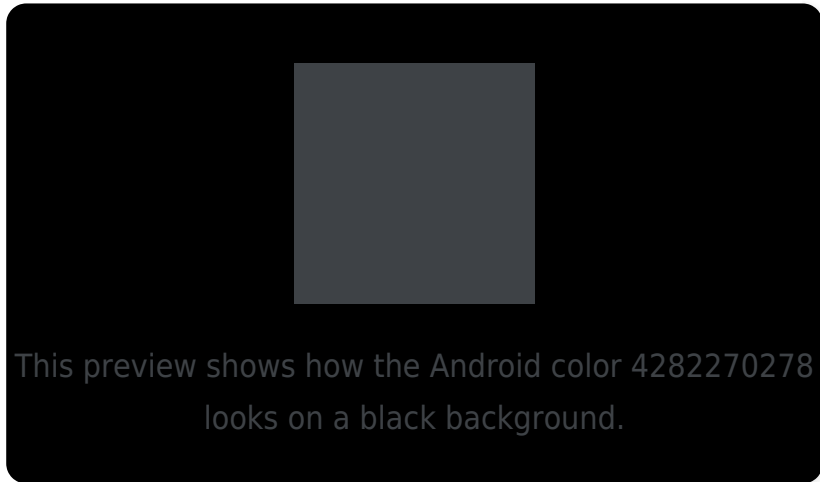 This preview shows how the Android color 4282270278
looks on a black background.